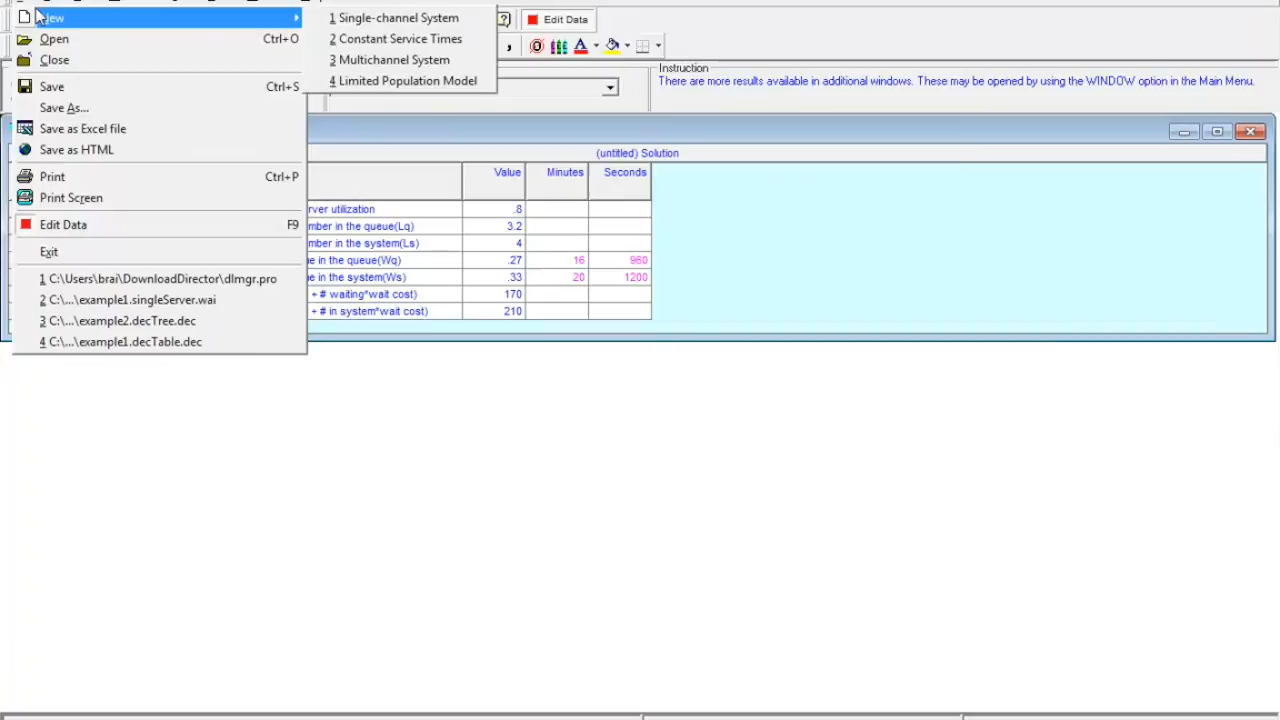 New
1 Single-channel System
2 Constant Service Times
3 Multichannel System
4 Limited Population Model
Open Ctrl+O
Close
Save Ctrl+S
Save As...
Save as Excel file
Save as HTML
Print Ctrl+P
Print Screen
Edit Data F9
Exit
1 C:\Users\brai\DownloadDirector\dlmgr.pro
2 C:\...\example1.singleServer.wai
3 C:\...\example2.decTree.dec
4 C:\...\example1.decTable.dec
Edit Data
Instruction
There are more results available in additional windows. These may be opened by using the WINDOW option in the Main Menu.
(untitled) Solution
Value Minutes Seconds
utilization .8
in the queue(Lq) 3.2
in the system(Ls) 4
in the queue(Wq) .27 16 960
in the system(Ws) .33 20 1200
+ # waiting*wait cost) 170
+ # in system*wait cost) 210